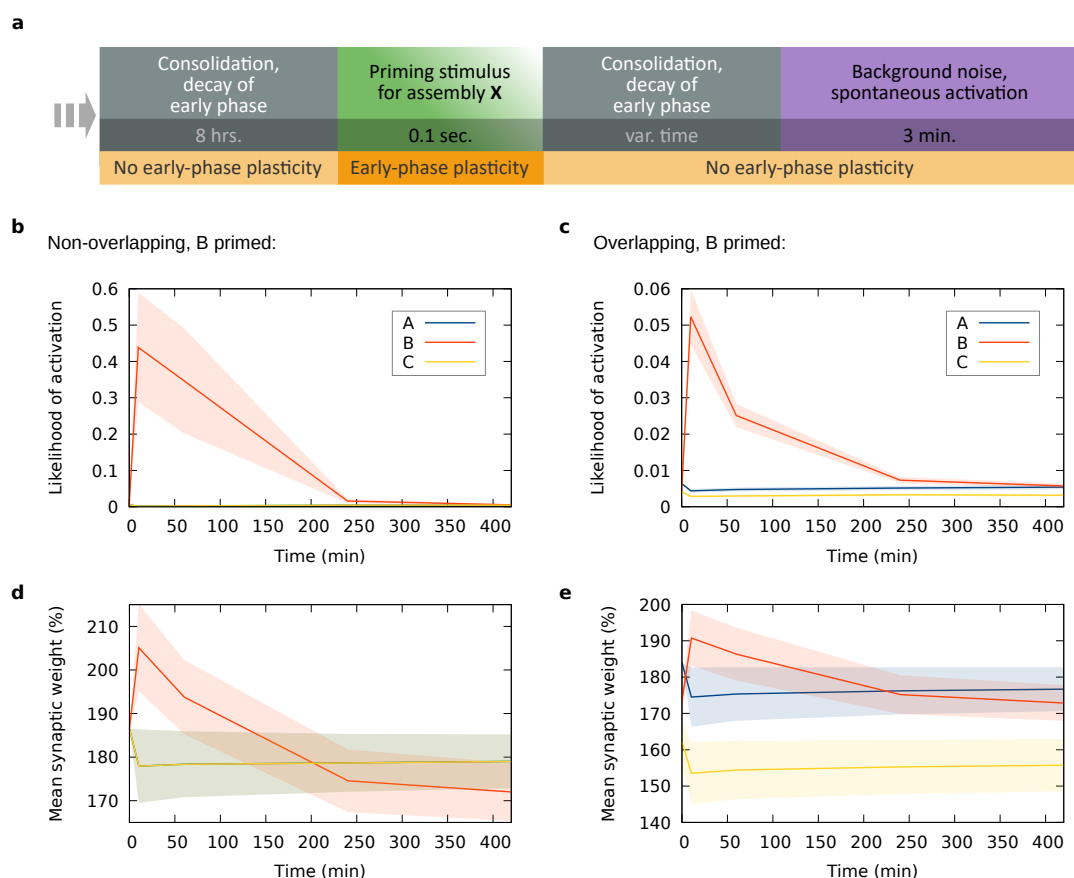 a
Consolidation,
decay of
early phase
Priming stimulus
for assembly X
Consolidation,
decay of
early phase
Background noise,
spontaneous activation
8 hrs.
0.1 sec.
var. time
3 min.
No early-phase plasticity
Early-phase plasticity
No early-phase plasticity
b
Non-overlapping, B primed:
Likelihood of activation
0.6
0.5
0.4
0.3
0.2
0.1
0
A
B
C
0 50 100 150 200 250 300 350 400
Time (min)
c
Overlapping, B primed:
Likelihood of activation
0.06
0.05
0.04
0.03
0.02
0.01
0
A
B
C
0 50 100 150 200 250 300 350 400
Time (min)
d
Mean synaptic weight (%)
210
200
190
180
170
0 50 100 150 200 250 300 350 400
Time (min)
e
Mean synaptic weight (%)
200
190
180
170
160
150
140
0 50 100 150 200 250 300 350 400
Time (min)